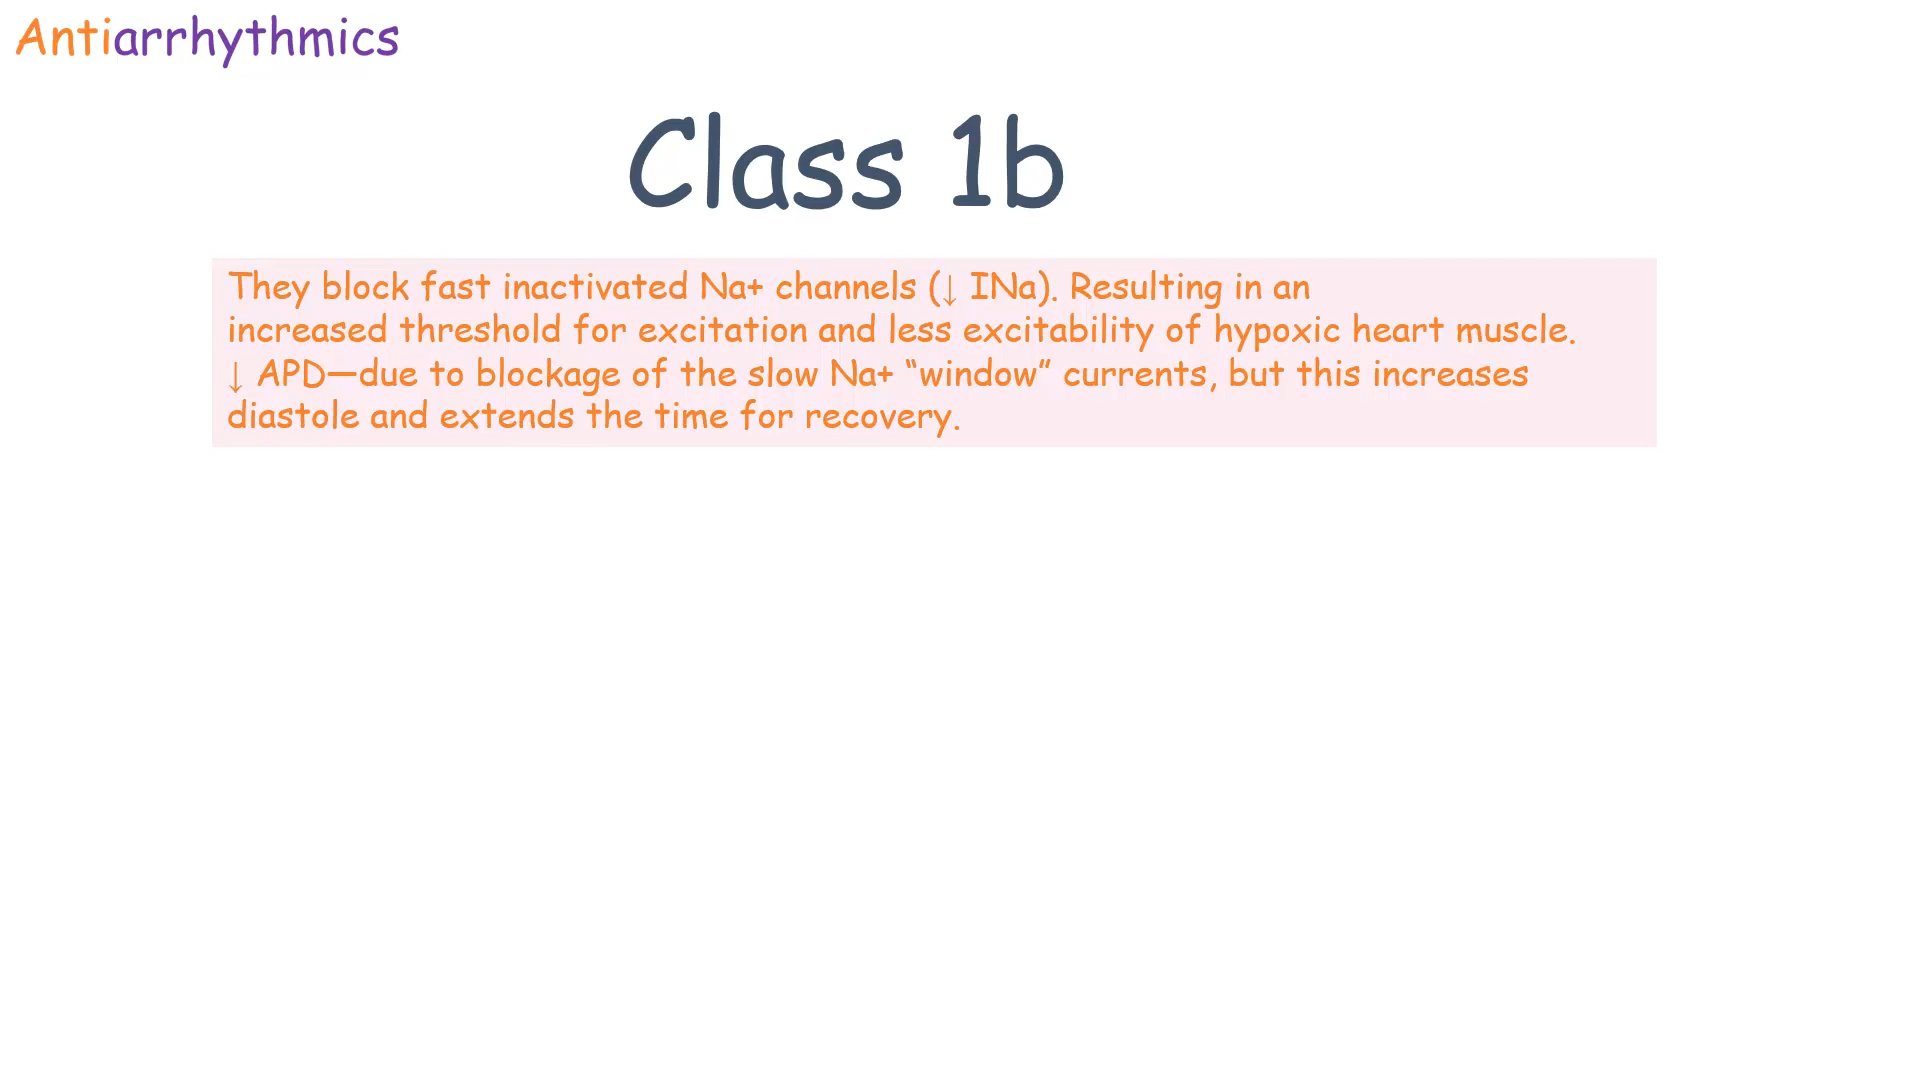 Antiarrhythmics
Class 1b
They block fast inactivated Na+ channels (↓ INa). Resulting in an
increased threshold for excitation and less excitability of hypoxic heart muscle.
↓ APD—due to blockage of the slow Na+ “window” currents, but this increases
diastole and extends the time for recovery.